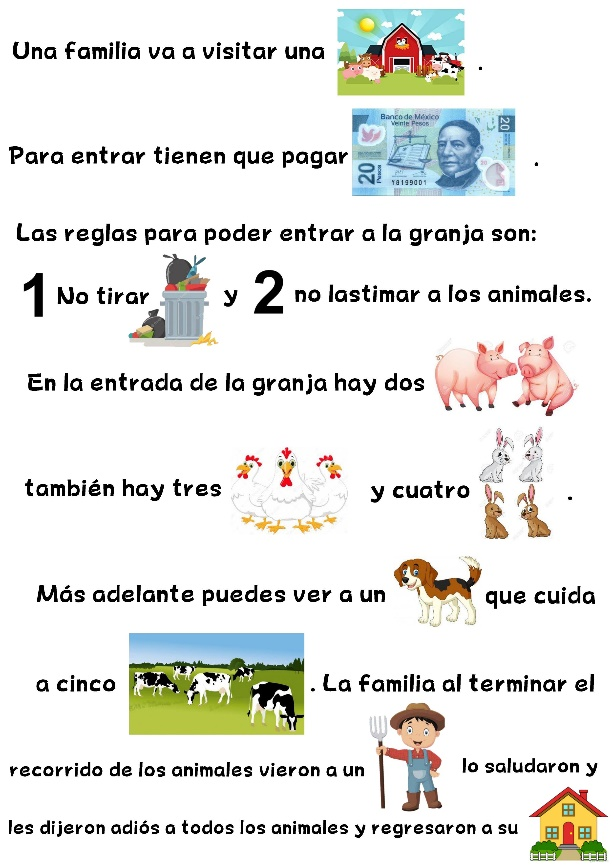 Una familia va a visitar una .
Banco de México
Veinte Pesos
20
Para entrar tienen que pagar .
20
Pesos
Y8199001
Las reglas para poder entrar a la granja son:
1 No tirar y 2 no lastimar a los animales.
En la entrada de la granja hay dos
también hay tres y cuatro .
Más adelante puedes ver a un que cuida
a cinco . La familia al terminar el
recorrido de los animales vieron a un lo saludaron y
les dijeron adiós a todos los animales y regresaron a su